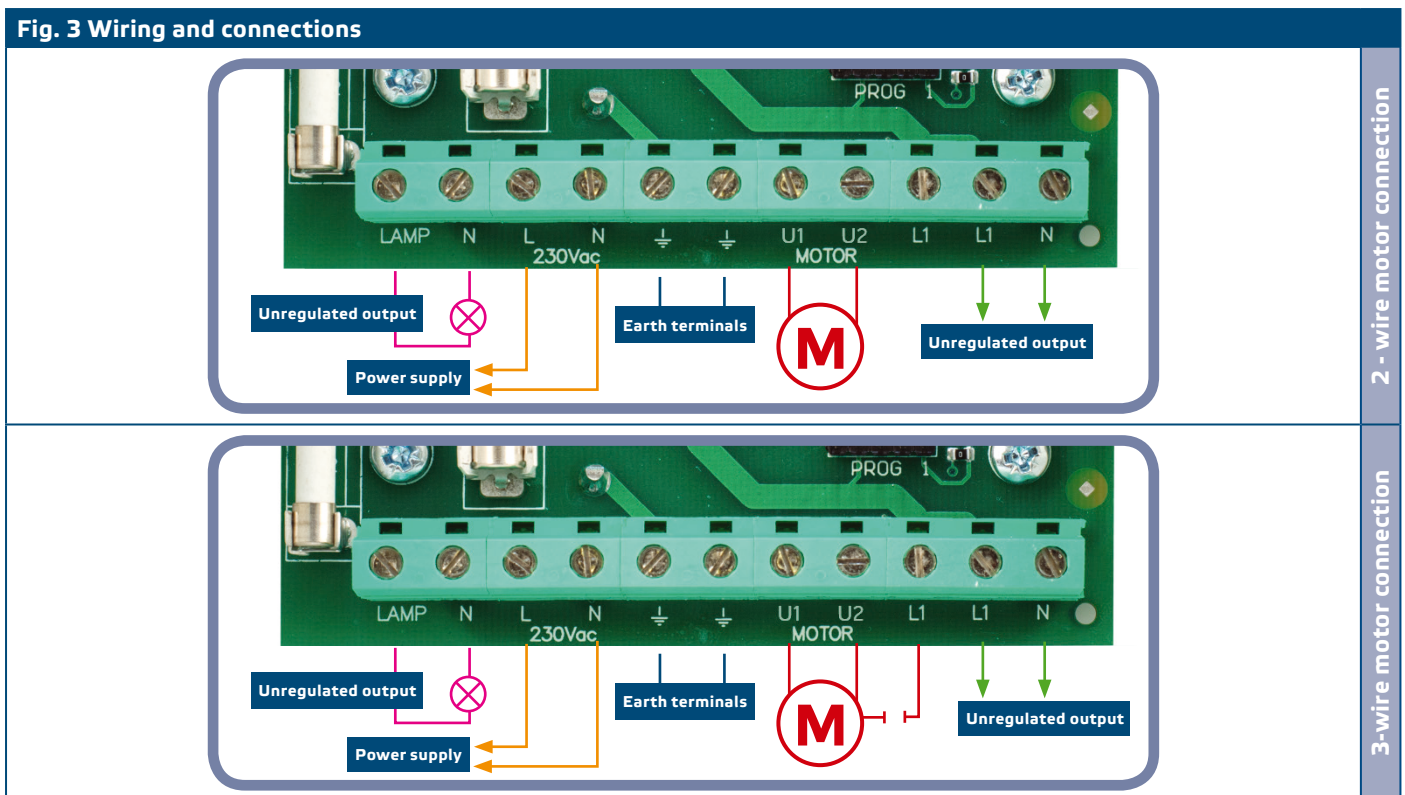 Fig. 3 Wiring and connections
PROG 1
LAMP N L N ⏚ ⏚ U1 U2 L1 L1 N
230Vac MOTOR
Unregulated output
Earth terminals
Unregulated output
Power supply
M
2 - wire motor connection
PROG 1
LAMP N L N ⏚ ⏚ U1 U2 L1 L1 N
230Vac MOTOR
Unregulated output
Earth terminals
Unregulated output
Power supply
M
3-wire motor connection